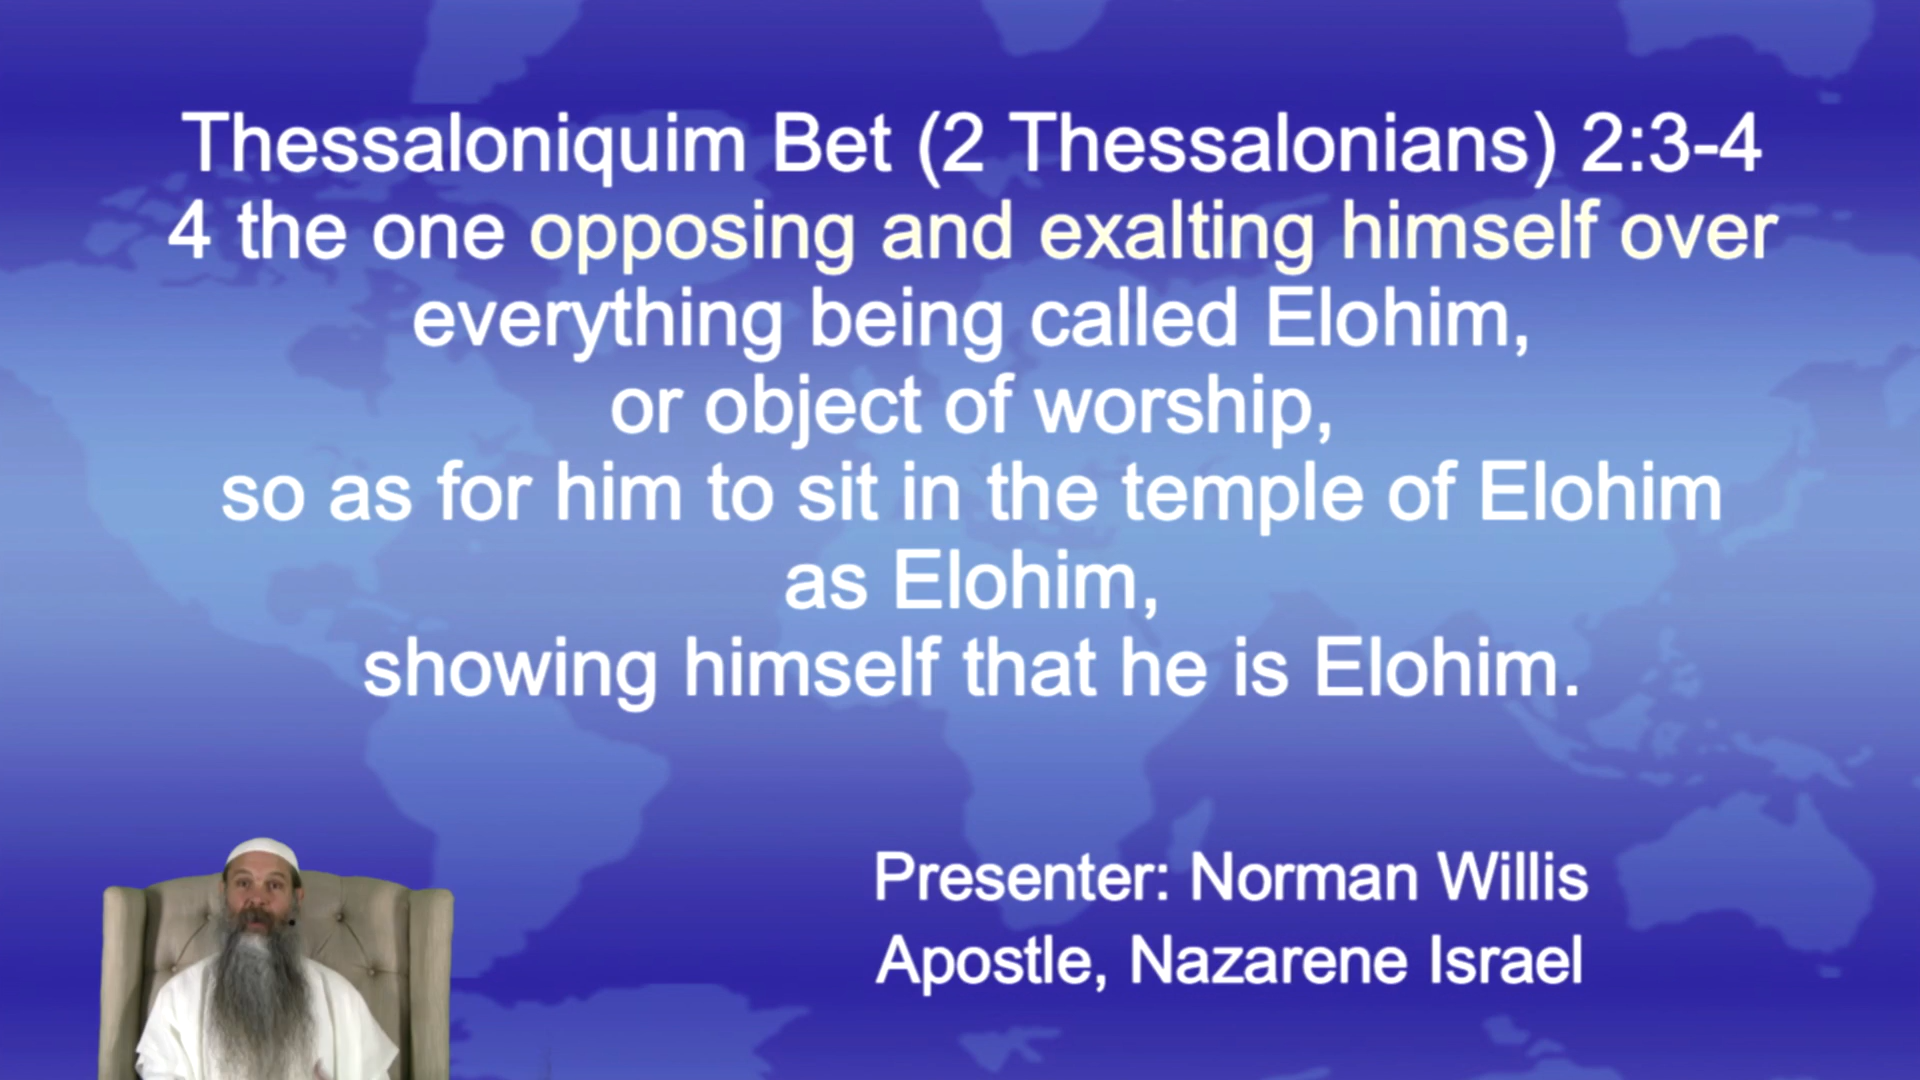 Thessaloniquim Bet (2 Thessalonians) 2:3-4
4 the one opposing and exalting himself over
everything being called Elohim,
or object of worship,
so as for him to sit in the temple of Elohim
as Elohim,
showing himself that he is Elohim.
Presenter: Norman Willis
Apostle, Nazarene Israel